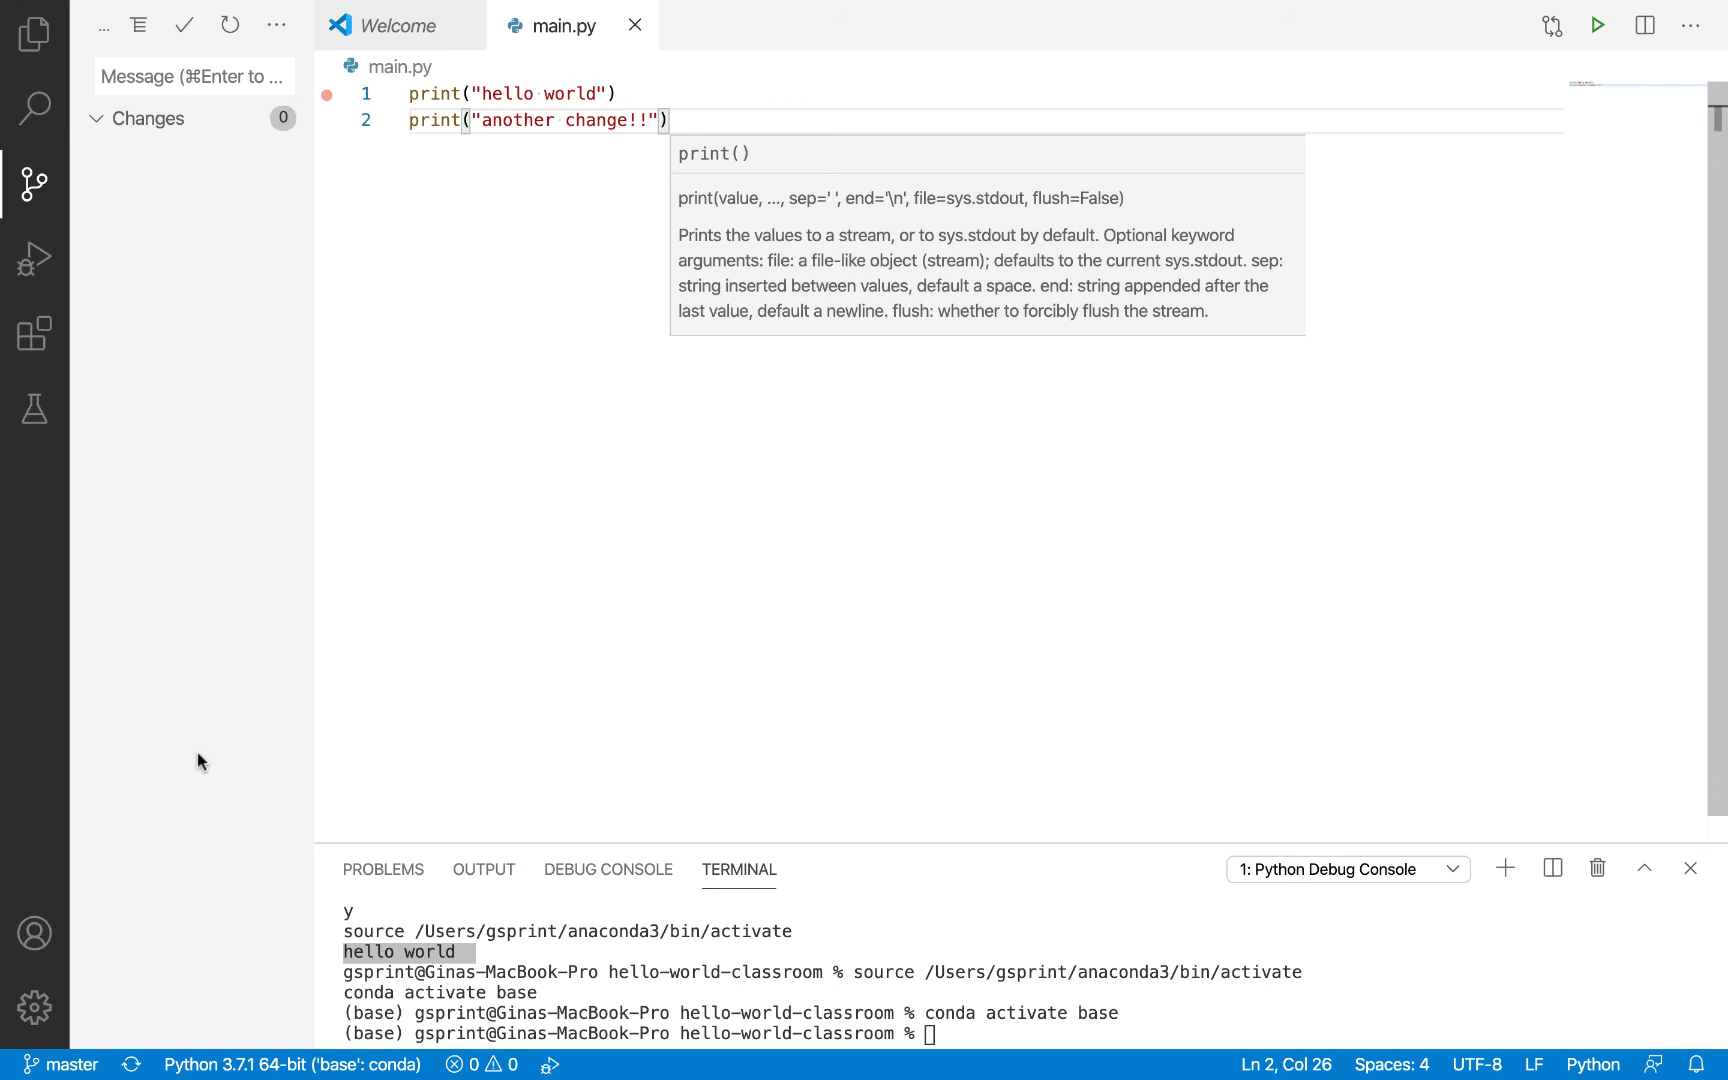 ...
Welcome
main.py
Message (⌘Enter to ...
main.py
Changes
0
1 print("hello world")
2 print("another change!!")
print()
print(value, ..., sep=' ', end='\n', file=sys.stdout, flush=False)
Prints the values to a stream, or to sys.stdout by default. Optional keyword
arguments: file: a file-like object (stream); defaults to the current sys.stdout. sep:
string inserted between values, default a space. end: string appended after the
last value, default a newline. flush: whether to forcibly flush the stream.
PROBLEMS OUTPUT DEBUG CONSOLE TERMINAL
1: Python Debug Console
y
source /Users/gsprint/anaconda3/bin/activate
hello world
gsprint@Ginas-MacBook-Pro hello-world-classroom % source /Users/gsprint/anaconda3/bin/activate
conda activate base
(base) gsprint@Ginas-MacBook-Pro hello-world-classroom % conda activate base
(base) gsprint@Ginas-MacBook-Pro hello-world-classroom %
master Python 3.7.1 64-bit ('base': conda) 0 0 Ln 2, Col 26 Spaces: 4 UTF-8 LF Python